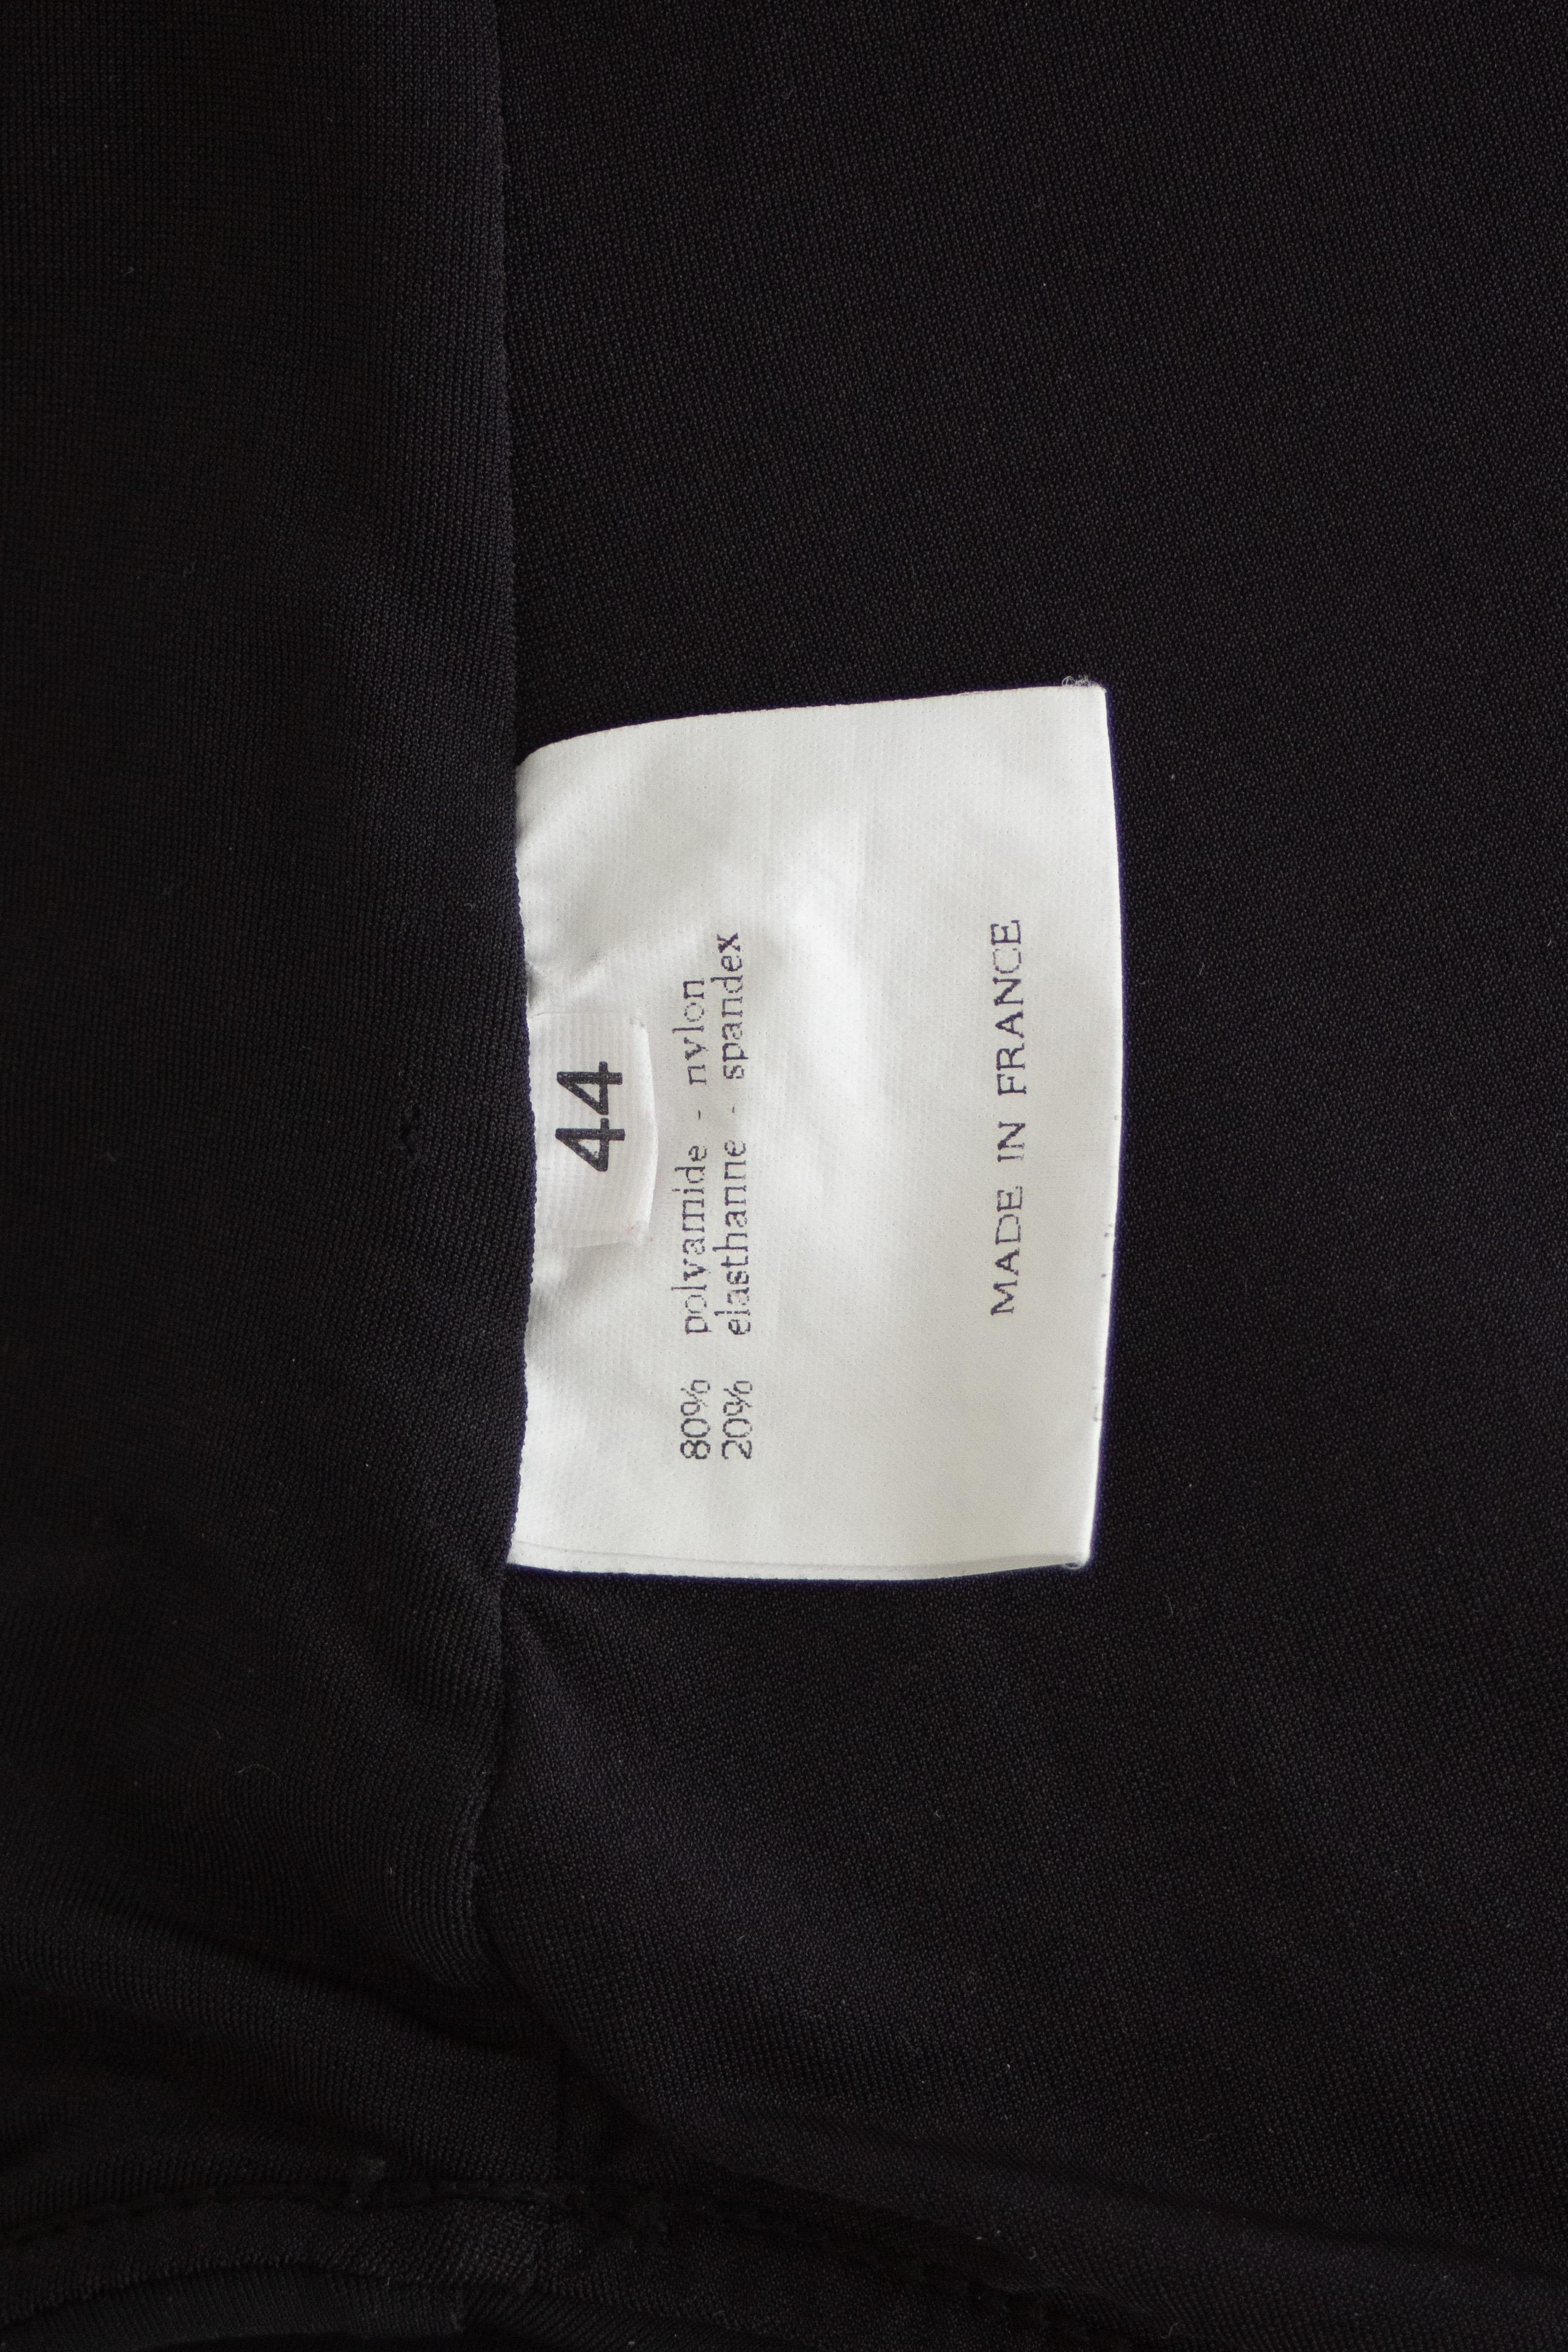 44
80% polyamide - nylon
20% elasthanne - spandex
MADE IN FRANCE